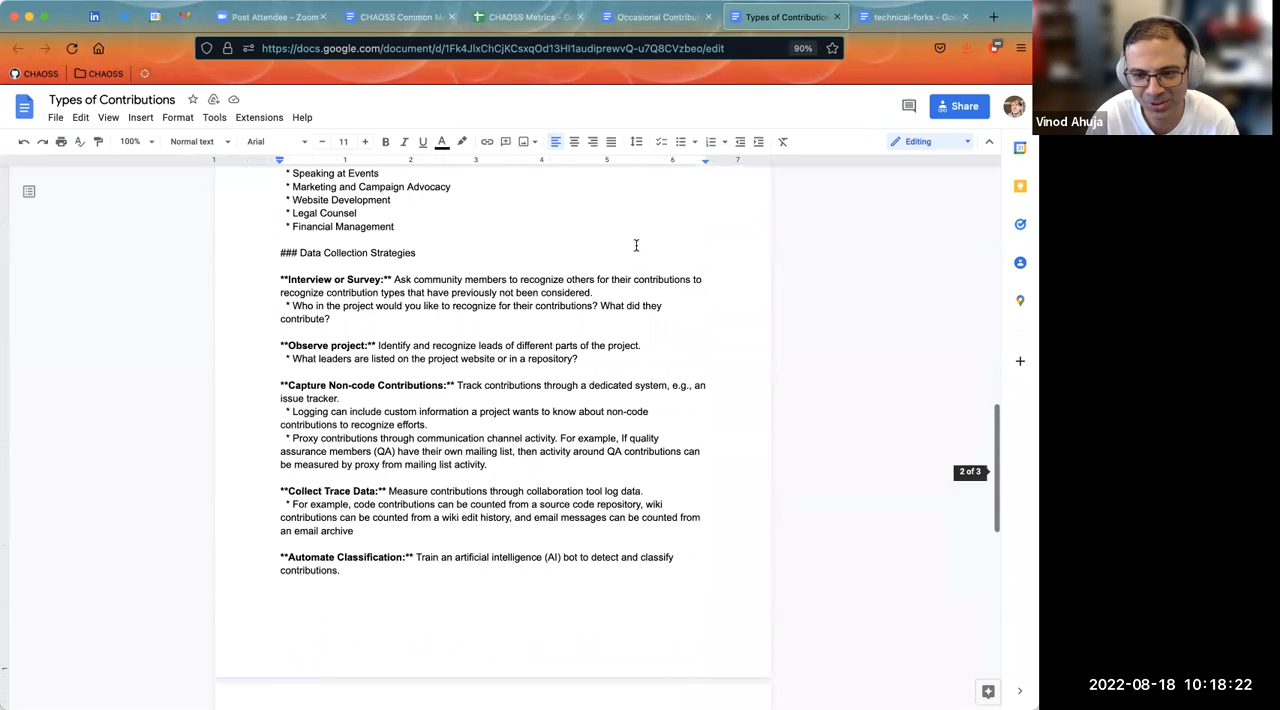 Post Attendee - Zoom
CHAOSS Common M
CHAOSS Metrics - G
Occasional Contribu
Types of Contribution
technical-forks - Goo
https://docs.google.com/document/d/1Fk4JlxChCjKCsxqOd13Hl1audiprewvQ-u7Q8CVzbeo/edit
90%
CHAOSS
CHAOSS
Types of Contributions
Share
Vinod Ahuja
File Edit View Insert Format Tools Extensions Help
100% Normal text Arial 11 B I U A Editing
1 1 2 3 4 5 6 7
* Speaking at Events
* Marketing and Campaign Advocacy
* Website Development
* Legal Counsel
* Financial Management
### Data Collection Strategies
**Interview or Survey:** Ask community members to recognize others for their contributions to
recognize contribution types that have previously not been considered.
* Who in the project would you like to recognize for their contributions? What did they
contribute?
**Observe project:** Identify and recognize leads of different parts of the project.
* What leaders are listed on the project website or in a repository?
**Capture Non-code Contributions:** Track contributions through a dedicated system, e.g., an
issue tracker.
* Logging can include custom information a project wants to know about non-code
contributions to recognize efforts.
* Proxy contributions through communication channel activity. For example, If quality
assurance members (QA) have their own mailing list, then activity around QA contributions can
be measured by proxy from mailing list activity.
2 of 3
**Collect Trace Data:** Measure contributions through collaboration tool log data.
* For example, code contributions can be counted from a source code repository, wiki
contributions can be counted from a wiki edit history, and email messages can be counted from
an email archive
**Automate Classification:** Train an artificial intelligence (AI) bot to detect and classify
contributions.
2022-08-18 10:18:22